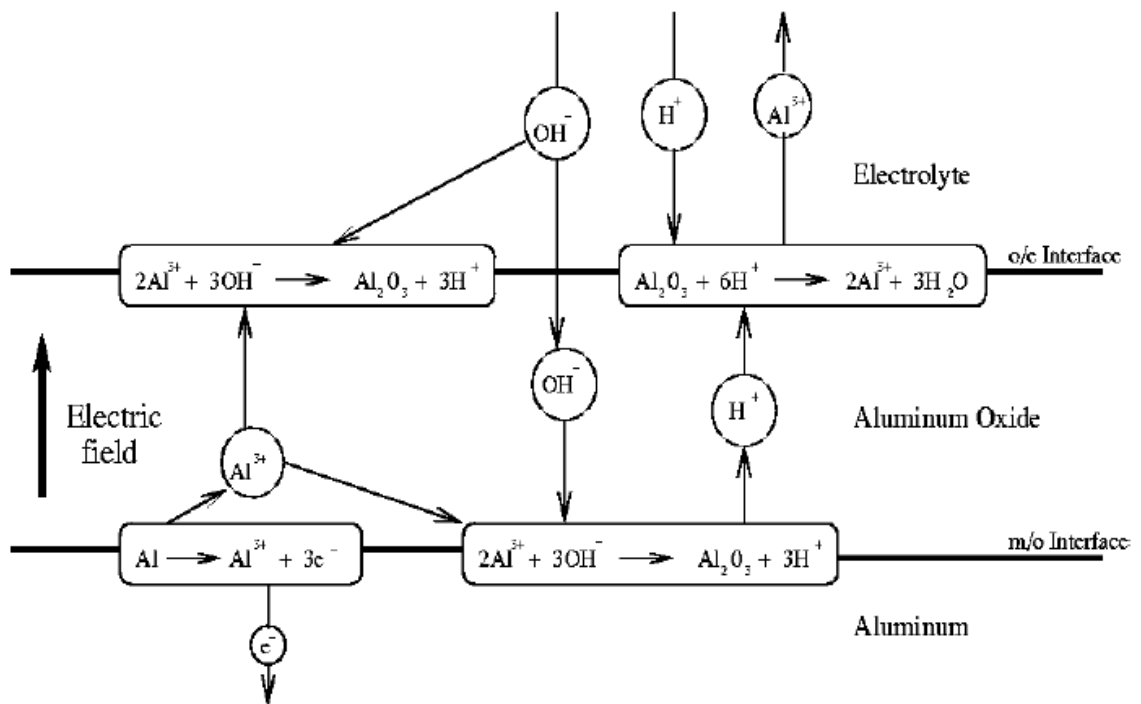 OH⁻
H⁺
Al³⁺
Electrolyte
o/e Interface
2Al³⁺ + 3OH⁻ → Al₂O₃ + 3H⁺
Al₂O₃ + 6H⁺ → 2Al³⁺ + 3H₂O
Electric
field
OH⁻
H⁺
Aluminum Oxide
Al³⁺
m/o Interface
Al → Al³⁺ + 3e⁻
2Al³⁺ + 3OH⁻ → Al₂O₃ + 3H⁺
e⁻
Aluminum